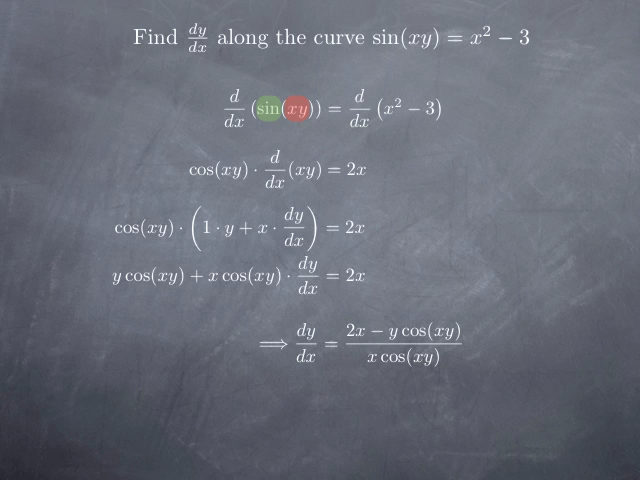 Find dy/dx along the curve sin(xy) = x² − 3
d/dx (sin(xy)) = d/dx (x² − 3)
cos(xy) · d/dx (xy) = 2x
cos(xy) · (1 · y + x · dy/dx) = 2x
y cos(xy) + x cos(xy) · dy/dx = 2x
⟹ dy/dx = (2x − y cos(xy))/(x cos(xy))